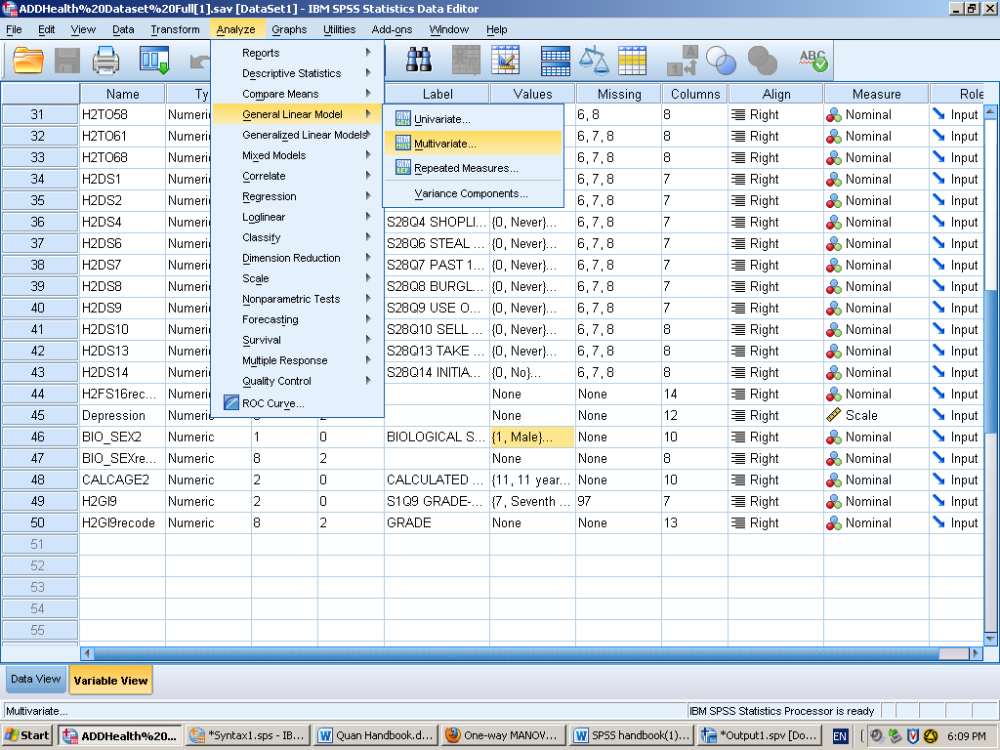 ADDHealth%20Dataset%20Full[1].sav [DataSet1] - IBM SPSS Statistics Data Editor
File Edit View Data Transform Analyze Graphs Utilities Add-ons Window Help
Reports
Descriptive Statistics
Compare Means
General Linear Model
Generalized Linear Models
Mixed Models
Correlate
Regression
Loglinear
Classify
Dimension Reduction
Scale
Nonparametric Tests
Forecasting
Survival
Multiple Response
Quality Control
ROC Curve...
Univariate...
Multivariate...
Repeated Measures...
Variance Components...
Name Ty Label Values Missing Columns Align Measure Role
31 H2TO58 Numeric 6, 8 8 Right Nominal Input
32 H2TO61 Numeric 6, 7, 8 8 Right Nominal Input
33 H2TO68 Numeric 6, 7, 8 8 Right Nominal Input
34 H2DS1 Numeric 6, 7, 8 7 Right Nominal Input
35 H2DS2 Numeric 6, 7, 8 7 Right Nominal Input
36 H2DS4 Numeric S28Q4 SHOPLI... {0, Never}... 6, 7, 8 7 Right Nominal Input
37 H2DS6 Numeric S28Q6 STEAL ... {0, Never}... 6, 7, 8 7 Right Nominal Input
38 H2DS7 Numeric S28Q7 PAST 1... {0, Never}... 6, 7, 8 7 Right Nominal Input
39 H2DS8 Numeric S28Q8 BURGL... {0, Never}... 6, 7, 8 7 Right Nominal Input
40 H2DS9 Numeric S28Q9 USE O... {0, Never}... 6, 7, 8 7 Right Nominal Input
41 H2DS10 Numeric S28Q10 SELL ... {0, Never}... 6, 7, 8 8 Right Nominal Input
42 H2DS13 Numeric S28Q13 TAKE ... {0, Never}... 6, 7, 8 8 Right Nominal Input
43 H2DS14 Numeric S28Q14 INITIA... {0, No}... 6, 7, 8 8 Right Nominal Input
44 H2FS16rec... Numeric None None 14 Right Nominal Input
45 Depression Numeric 8 2 None None 12 Right Scale Input
46 BIO_SEX2 Numeric 1 0 BIOLOGICAL S... {1, Male}... None 10 Right Nominal Input
47 BIO_SEXre... Numeric 8 2 None None 8 Right Nominal Input
48 CALCAGE2 Numeric 2 0 CALCULATED ... {11, 11 year... None 10 Right Nominal Input
49 H2GI9 Numeric 2 0 S1Q9 GRADE-... {7, Seventh ... 97 7 Right Nominal Input
50 H2GI9recode Numeric 8 2 GRADE None None 13 Right Nominal Input
51
52
53
54
55
Data View Variable View
Multivariate... IBM SPSS Statistics Processor is ready
Start ADDHealth%20... *Syntax1.sps - IB... Quan Handbook.d... One-way MANOV... SPSS handbook(1)... *Output1.spv [Do... EN 6:09 PM